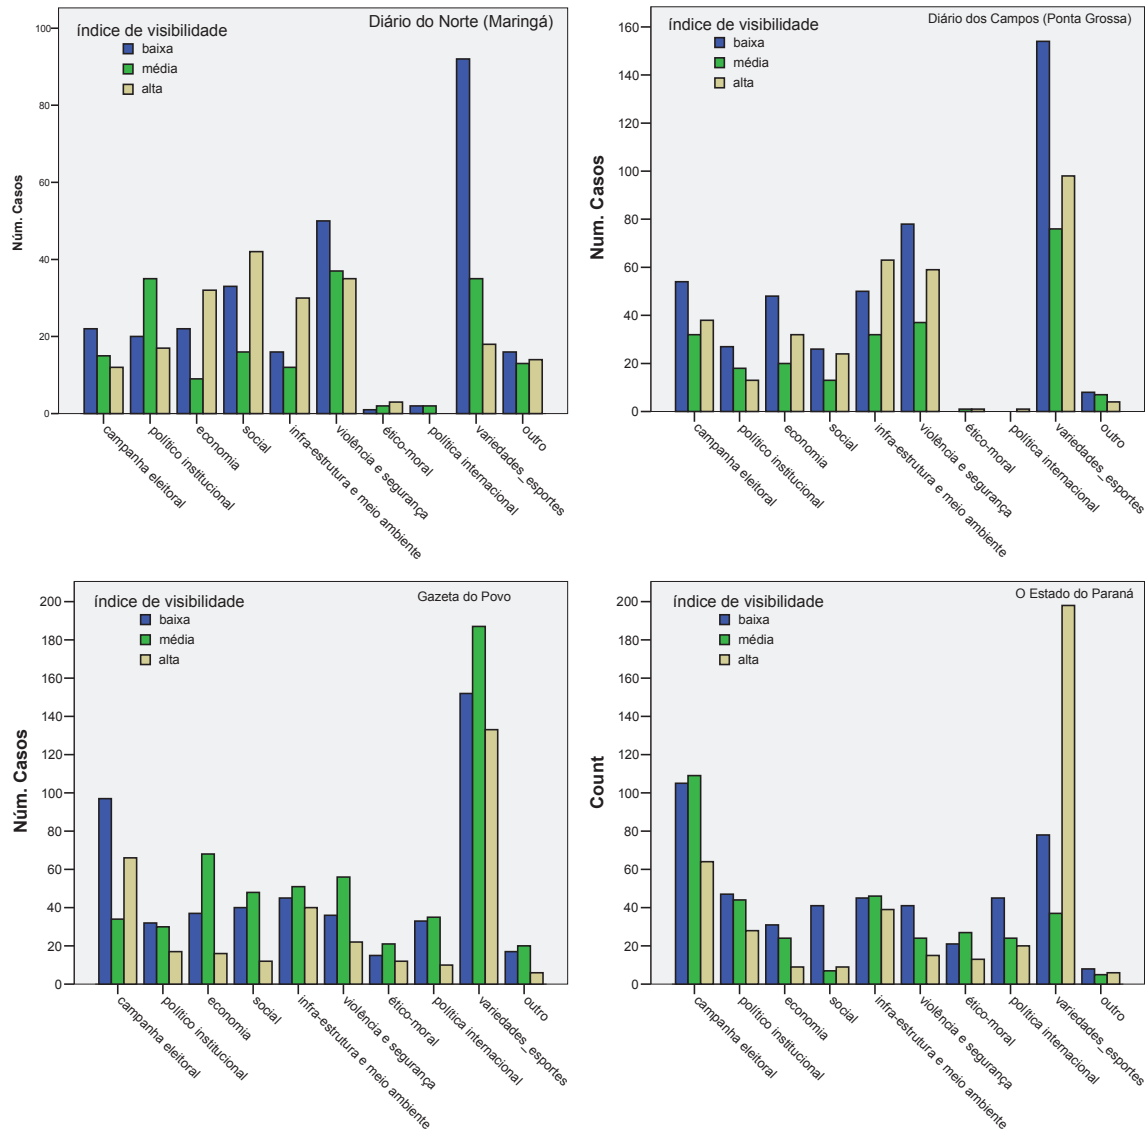 Diário do Norte (Maringá)
índice de visibilidade
baixa
média
alta
Núm. Casos
100
80
60
40
20
0
campanha eleitoral
político institucional
economia
social
infra-estrutura e meio ambiente
violência e segurança
ético-moral
política internacional
variedades_esportes
outro
Diário dos Campos (Ponta Grossa)
índice de visibilidade
baixa
média
alta
Num. Casos
160
140
120
100
80
60
40
20
0
campanha eleitoral
político institucional
economia
social
infra-estrutura e meio ambiente
violência e segurança
ético-moral
política internacional
variedades_esportes
outro
Gazeta do Povo
índice de visibilidade
baixa
média
alta
Núm. Casos
200
180
160
140
120
100
80
60
40
20
0
campanha eleitoral
político institucional
economia
social
infra-estrutura e meio ambiente
violência e segurança
ético-moral
política internacional
variedades_esportes
outro
O Estado do Paraná
índice de visibilidade
baixa
média
alta
Count
200
180
160
140
120
100
80
60
40
20
0
campanha eleitoral
político institucional
economia
social
infra-estrutura e meio ambiente
violência e segurança
ético-moral
política internacional
variedades_esportes
outro